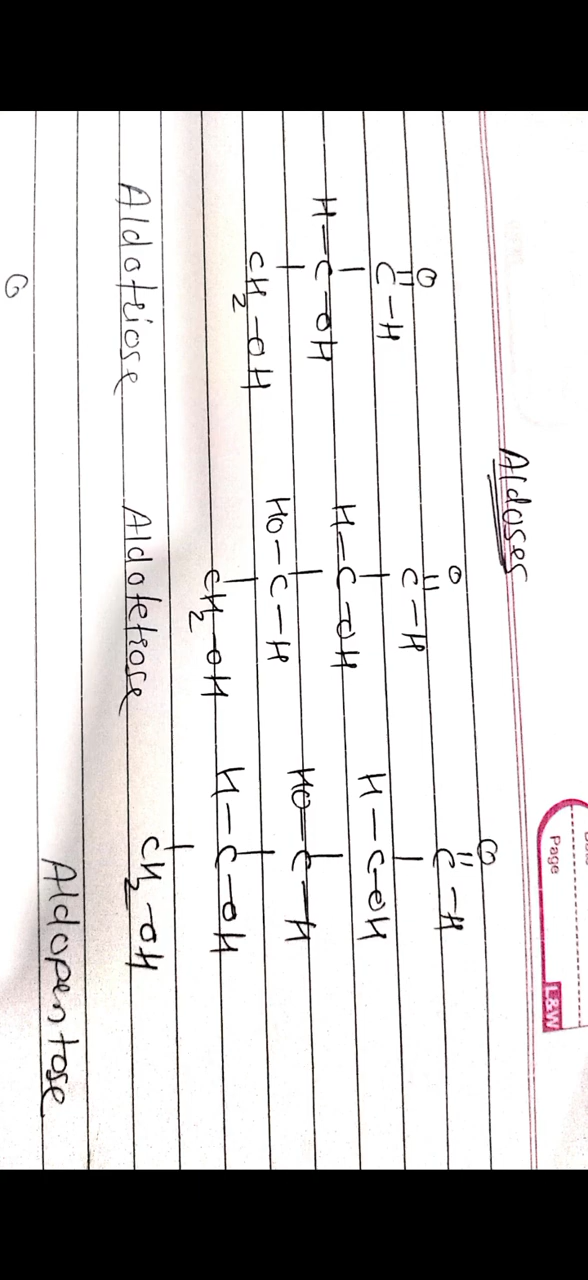 Page
L&W
Aldoses
O O O
C-H C-H C-H
H-C-OH H-C-OH H-C-OH
CH2-OH HO-C-H HO-C-H
CH2-OH H-C-OH
CH2-OH
Aldotriose Aldotetrose
Aldopentose